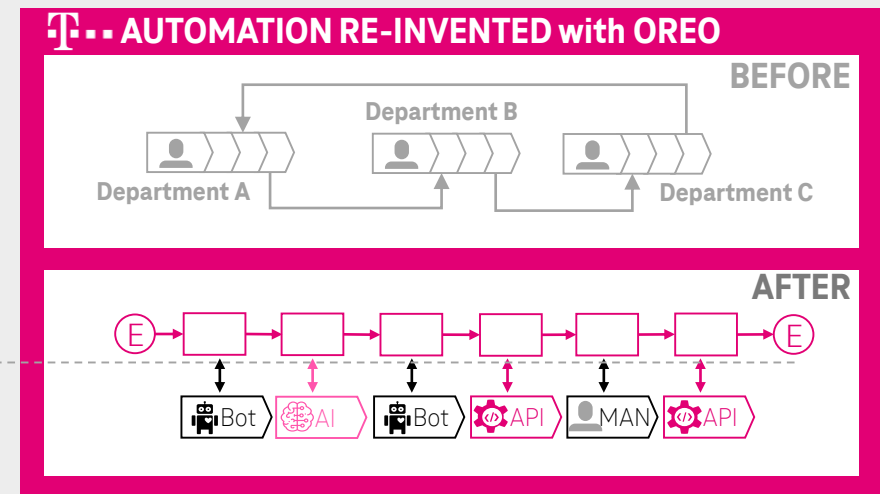 T AUTOMATION RE-INVENTED with OREO
BEFORE
Department B
Department A
Department C
AFTER
E
E
Bot
AI
Bot
API
MAN
API